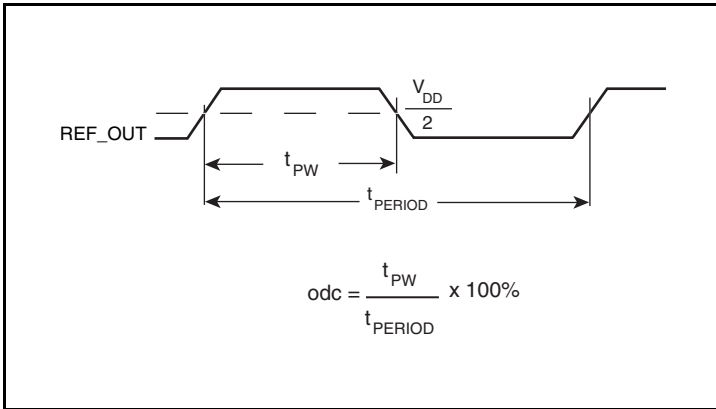 V_DD
2
REF_OUT
t_PW
t_PERIOD
odc = t_PW / t_PERIOD x 100%